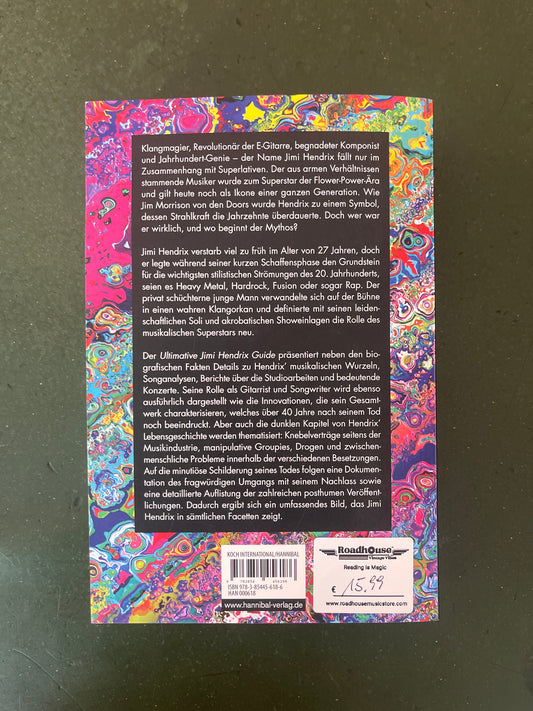 Klangmagier, Revolutionär der E-Gitarre, begnadeter Komponist
und Jahrhundert-Genie – der Name Jimi Hendrix fällt nur im
Zusammenhang mit Superlativen. Der aus armen Verhältnissen
stammende Musiker wurde zum Superstar der Flower-Power-Ära
und gilt heute noch als Ikone einer ganzen Generation. Wie
Jim Morrison von den Doors wurde Hendrix zu einem Symbol,
dessen Strahlkraft die Jahrzehnte überdauerte. Doch wer war
er wirklich, und wo beginnt der Mythos?
Jimi Hendrix verstarb viel zu früh im Alter von 27 Jahren, doch
er legte während seiner kurzen Schaffensphase den Grundstein
für die wichtigsten stilistischen Strömungen des 20. Jahrhunderts,
seien es Heavy Metal, Hardrock, Fusion oder sogar Rap. Der
privat schüchterne junge Mann verwandelte sich auf der Bühne
in einen wahren Klangorkan und definierte mit seinen leiden-
schaftlichen Soli und akrobatischen Showeinlagen die Rolle des
musikalischen Superstars neu.
Der Ultimative Jimi Hendrix Guide präsentiert neben den bio-
grafischen Fakten Details zu Hendrix’ musikalischen Wurzeln,
Songanalysen, Berichte über die Studioarbeiten und bedeutende
Konzerte. Seine Rolle als Gitarrist und Songwriter wird ebenso
ausführlich dargestellt wie die Innovationen, die sein Gesamt-
werk charakterisieren, welches über 40 Jahre nach seinem Tod
noch beeindruckt. Aber auch die dunklen Kapitel von Hendrix’
Lebensgeschichte werden thematisiert: Knebelverträge seitens der
Musikindustrie, manipulative Groupies, Drogen und zwischen-
menschliche Probleme innerhalb der verschiedenen Besetzungen.
Auf die minutiöse Schilderung seines Todes folgen eine Dokumen-
tation des fragwürdigen Umgangs mit seinem Nachlass sowie
eine detaillierte Auflistung der zahlreichen posthumen Veröffent-
lichungen. Dadurch ergibt sich ein umfassendes Bild, das Jimi
Hendrix in sämtlichen Facetten zeigt.
KOCH INTERNATIONAL/HANNIBAL
ISBN 978-3-85445-618-6
HAN 000618
www.hannibal-verlag.de
Roadhouse
Vintage Vibes
Reading is Magic
€ 15,99
www.roadhousemusicstore.com